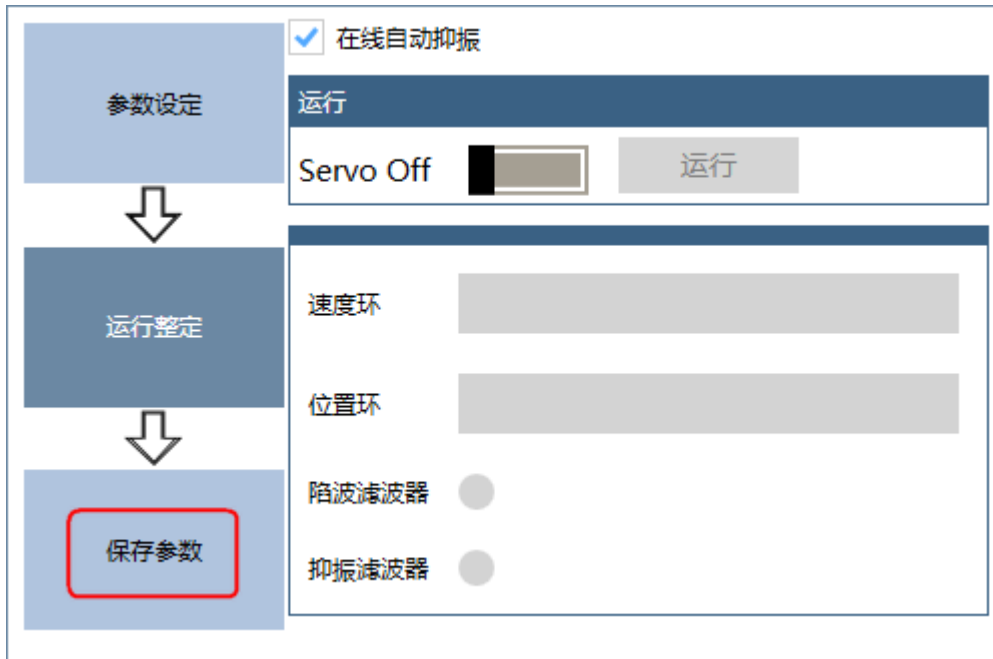 在线自动抑振
参数设定
运行
Servo Off
运行
运行整定
速度环
位置环
陷波滤波器
保存参数
抑振滤波器